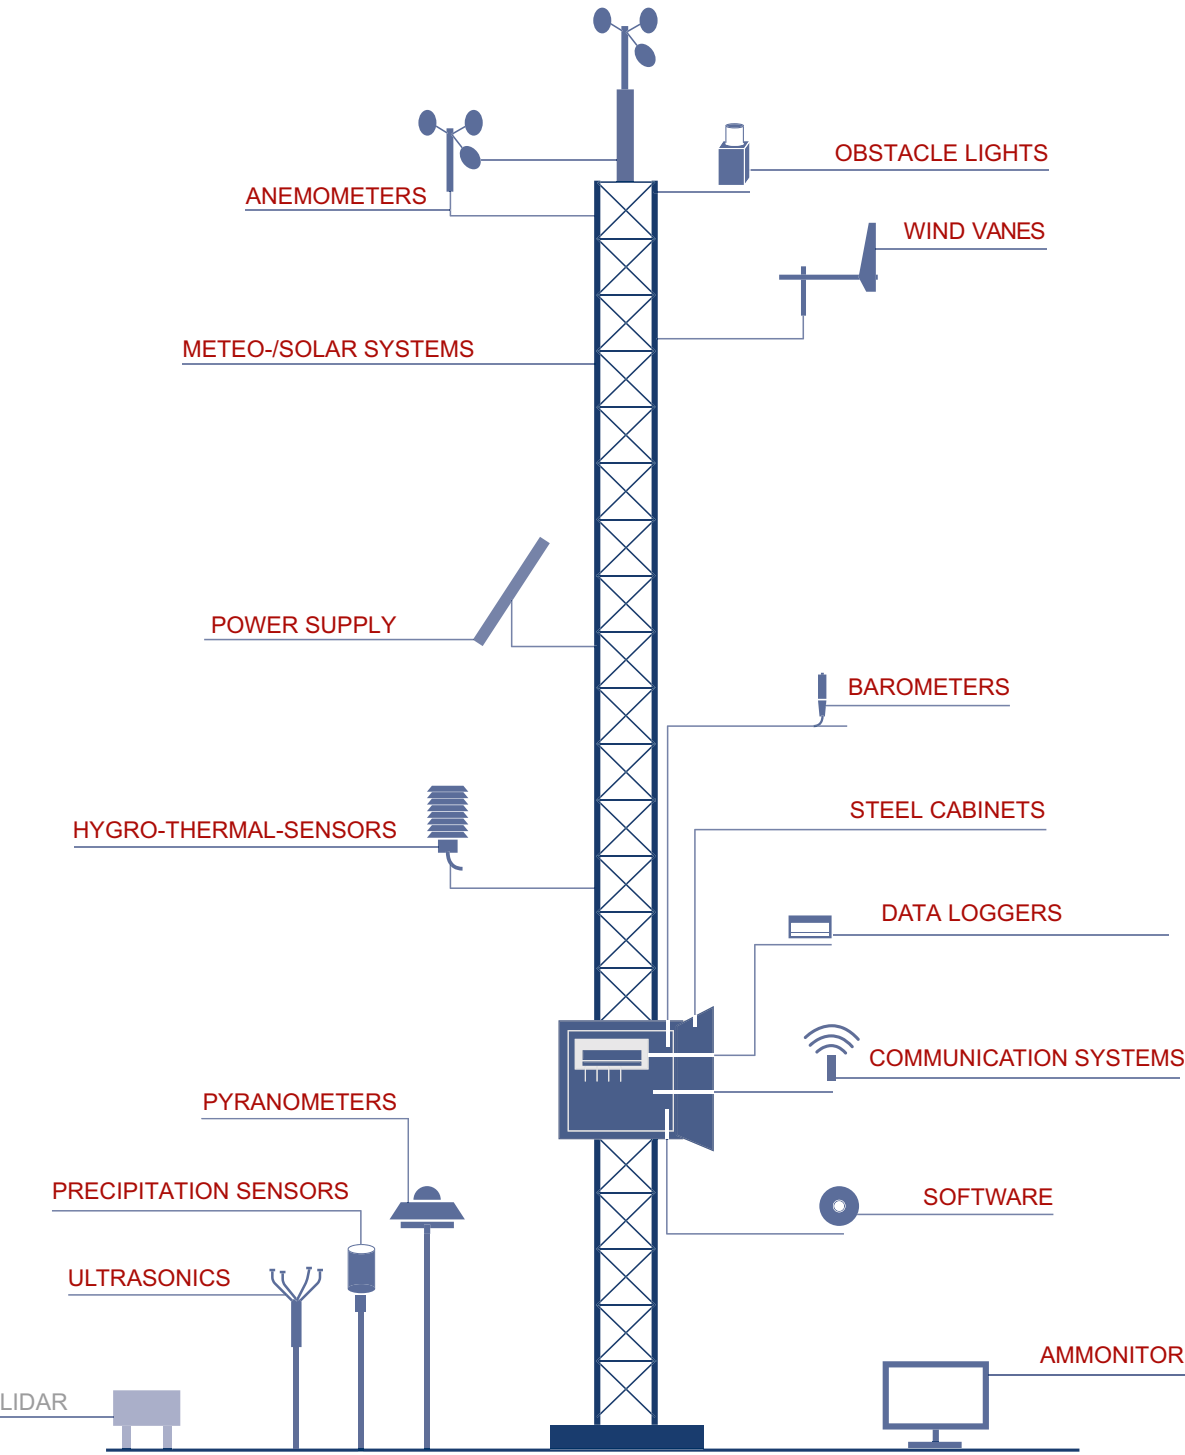 OBSTACLE LIGHTS
ANEMOMETERS
WIND VANES
METEO-/SOLAR SYSTEMS
POWER SUPPLY
BAROMETERS
STEEL CABINETS
HYGRO-THERMAL-SENSORS
DATA LOGGERS
COMMUNICATION SYSTEMS
PYRANOMETERS
PRECIPITATION SENSORS
SOFTWARE
ULTRASONICS
AMMONITOR
LIDAR